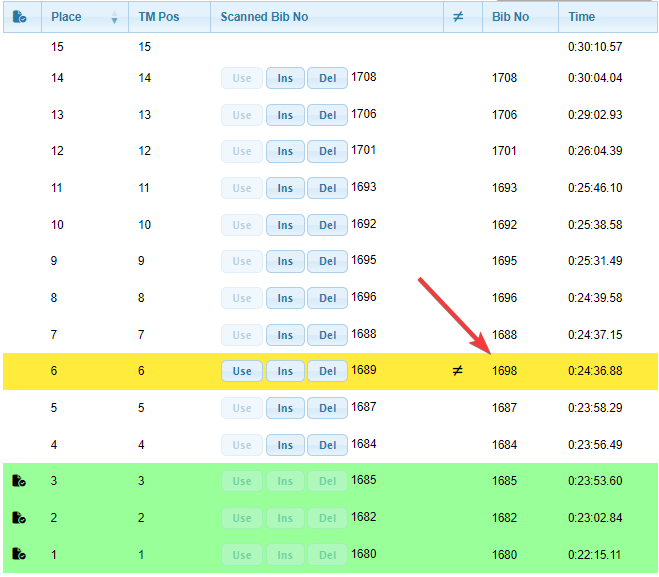 Place TM Pos Scanned Bib No ≠ Bib No Time
15 15 0:30:10.57
14 14 Use Ins Del 1708 1708 0:30:04.04
13 13 Use Ins Del 1706 1706 0:29:02.93
12 12 Use Ins Del 1701 1701 0:26:04.39
11 11 Use Ins Del 1693 1693 0:25:46.10
10 10 Use Ins Del 1692 1692 0:25:38.58
9 9 Use Ins Del 1695 1695 0:25:31.49
8 8 Use Ins Del 1696 1696 0:24:39.58
7 7 Use Ins Del 1688 1688 0:24:37.15
6 6 Use Ins Del 1689 ≠ 1698 0:24:36.88
5 5 Use Ins Del 1687 1687 0:23:58.29
4 4 Use Ins Del 1684 1684 0:23:56.49
3 3 Use Ins Del 1685 1685 0:23:53.60
2 2 Use Ins Del 1682 1682 0:23:02.84
1 1 Use Ins Del 1680 1680 0:22:15.11